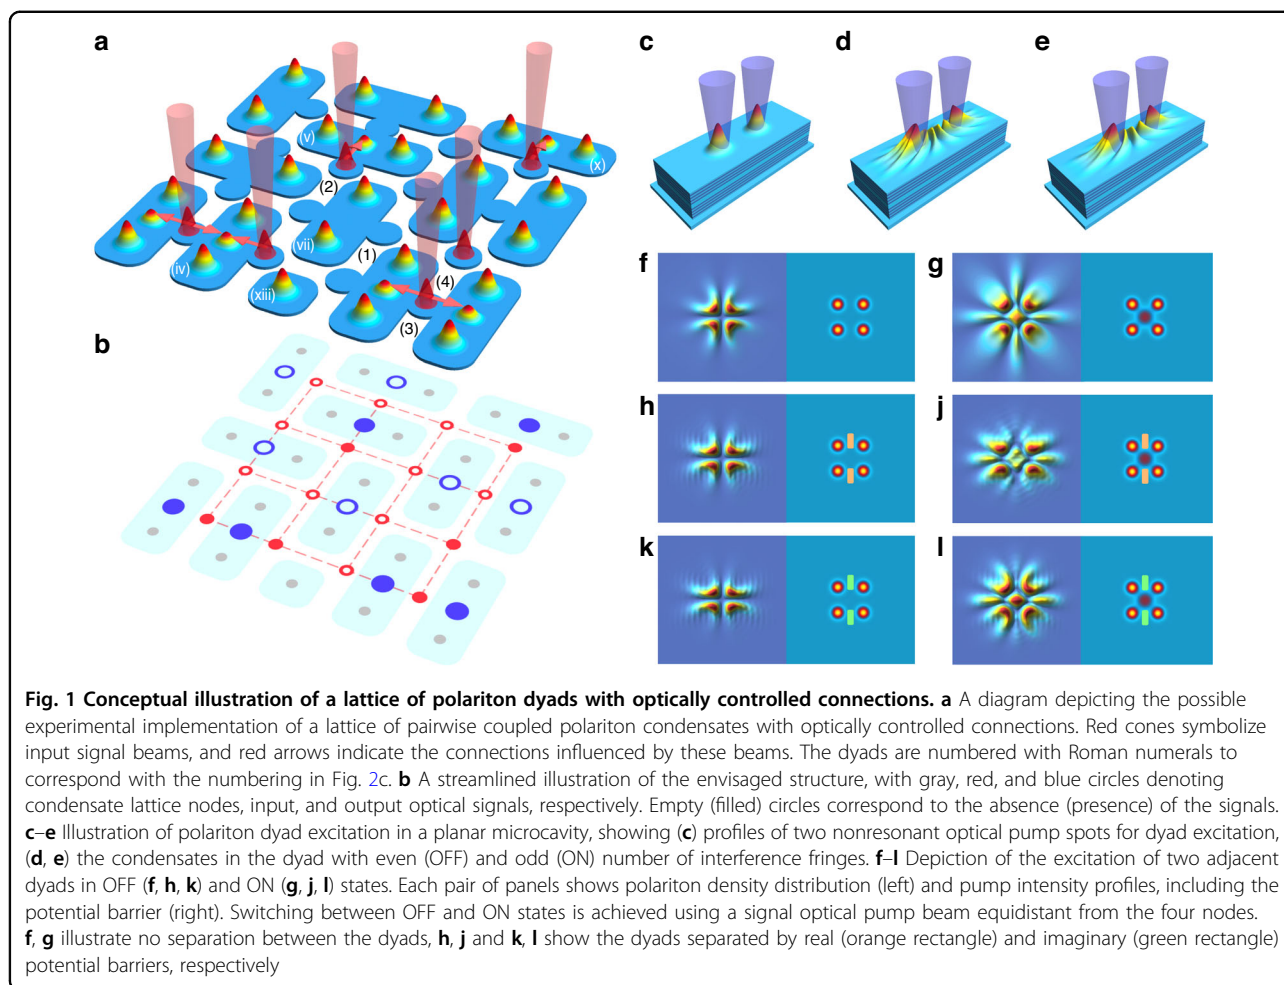 a
c
d
e
(v)
(x)
(2)
(vii)
(1)
(iv)
(4)
(xiii)
(3)
f
g
b
h
j
k
l
Fig. 1 Conceptual illustration of a lattice of polariton dyads with optically controlled connections. a A diagram depicting the possible
experimental implementation of a lattice of pairwise coupled polariton condensates with optically controlled connections. Red cones symbolize
input signal beams, and red arrows indicate the connections influenced by these beams. The dyads are numbered with Roman numerals to
correspond with the numbering in Fig. 2c. b A streamlined illustration of the envisaged structure, with gray, red, and blue circles denoting
condensate lattice nodes, input, and output optical signals, respectively. Empty (filled) circles correspond to the absence (presence) of the signals.
c–e Illustration of polariton dyad excitation in a planar microcavity, showing (c) profiles of two nonresonant optical pump spots for dyad excitation,
(d, e) the condensates in the dyad with even (OFF) and odd (ON) number of interference fringes. f–l Depiction of the excitation of two adjacent
dyads in OFF (f, h, k) and ON (g, j, l) states. Each pair of panels shows polariton density distribution (left) and pump intensity profiles, including the
potential barrier (right). Switching between OFF and ON states is achieved using a signal optical pump beam equidistant from the four nodes.
f, g illustrate no separation between the dyads, h, j and k, l show the dyads separated by real (orange rectangle) and imaginary (green rectangle)
potential barriers, respectively